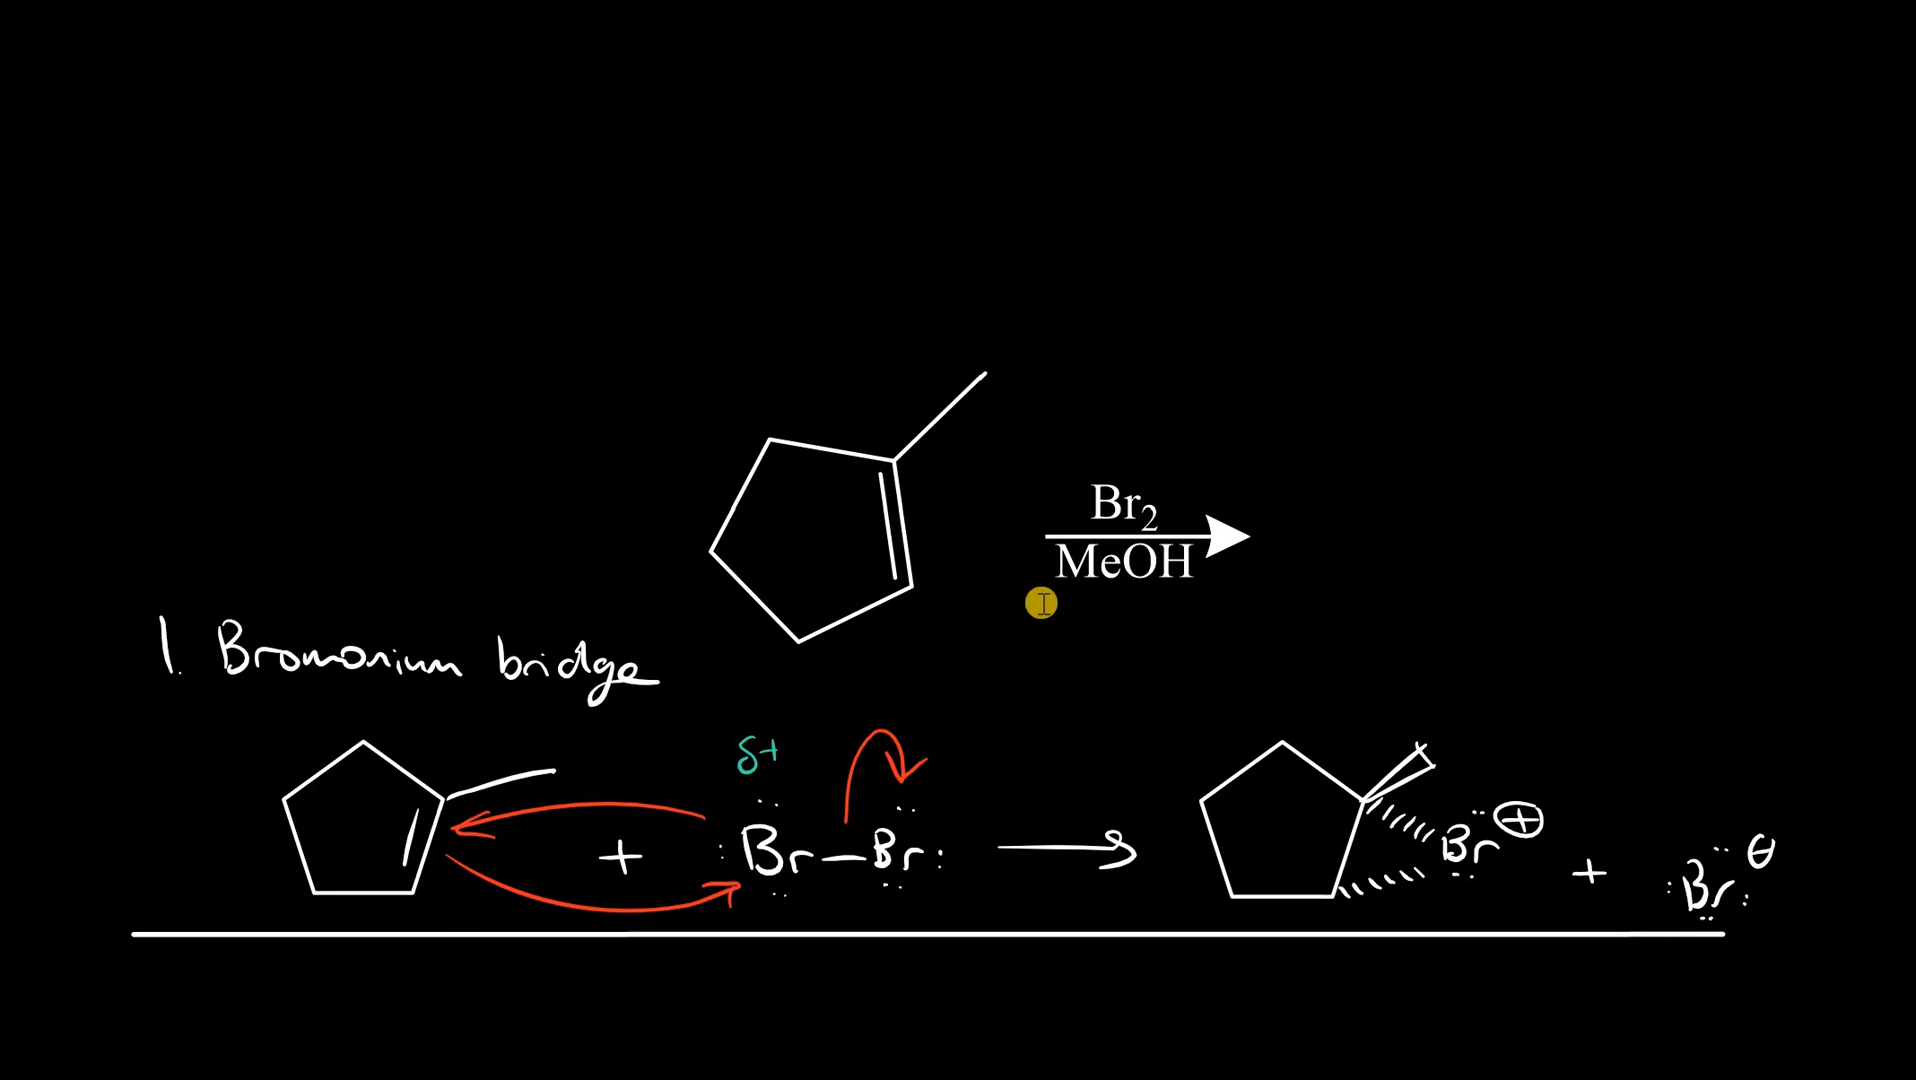 Br₂
MeOH
1. Bromonium bridge
δ+
+ :Br—Br: → Br ⊕ + :Br: ⊖